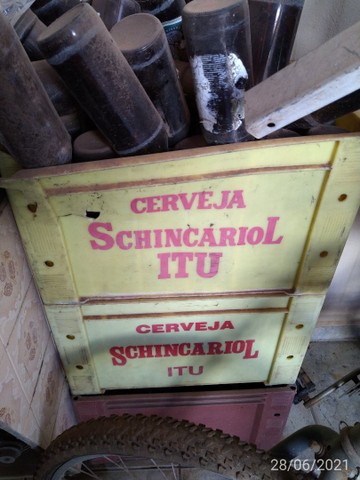 CERVEJA
SCHINCARIOL
ITU
CERVEJA
SCHINCARIOL
ITU
28/06/2021